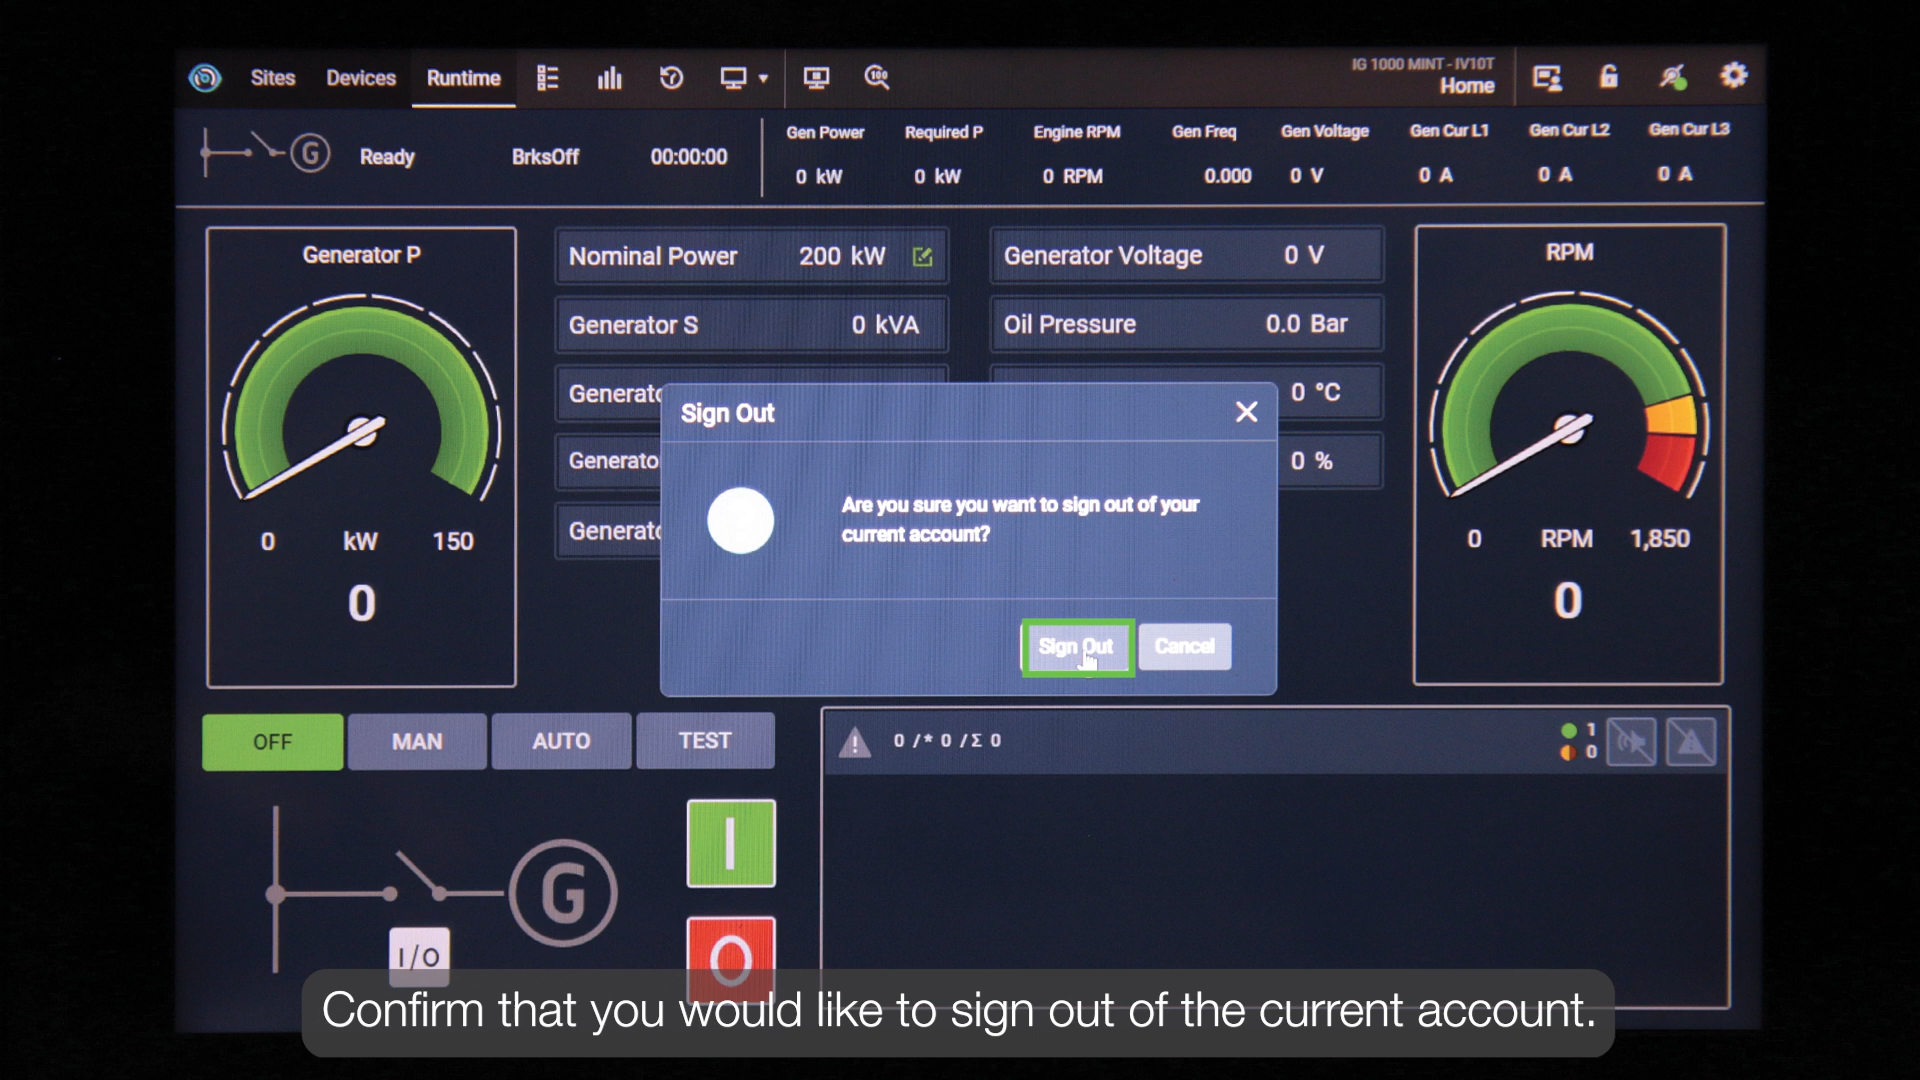 Sites Devices Runtime
100
IG 1000 MINT - IV10T
Home
G
Ready
BrksOff
00:00:00
Gen Power
0 kW
Required P
0 kW
Engine RPM
0 RPM
Gen Freq
0.000
Gen Voltage
0 V
Gen Cur L1
0 A
Gen Cur L2
0 A
Gen Cur L3
0 A
Generator P
0 kW 150
0
Nominal Power 200 kW
Generator S 0 kVA
Generator Voltage 0 V
Oil Pressure 0.0 Bar
0 °C
0 %
RPM
0 RPM 1,850
0
Sign Out
Are you sure you want to sign out of your
current account?
Sign Out Cancel
OFF MAN AUTO TEST
0 /* 0 /Σ 0
1
0
G
I
I/O
O
Confirm that you would like to sign out of the current account.